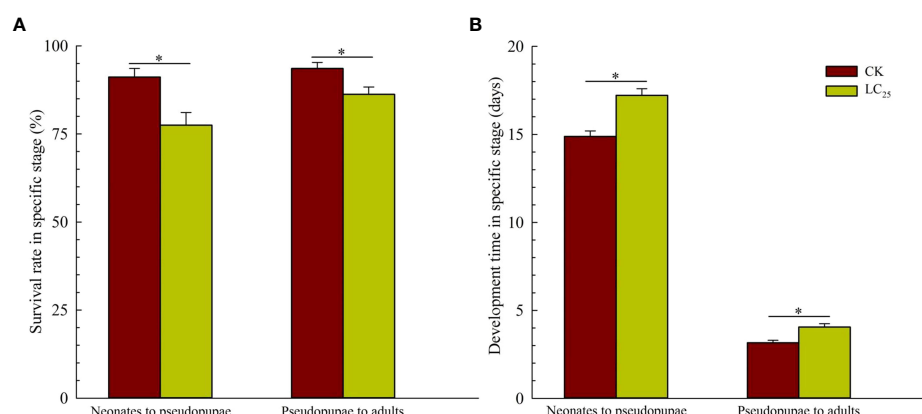 A
Survival rate in specific stage (%)
100
75
50
25
0
*
*
Neonates to pseudopupae
Pseudopupae to adults
B
Development time in specific stage (days)
20
15
10
5
0
*
*
CK
LC₂₅
Neonates to pseudopupae
Pseudopupae to adults